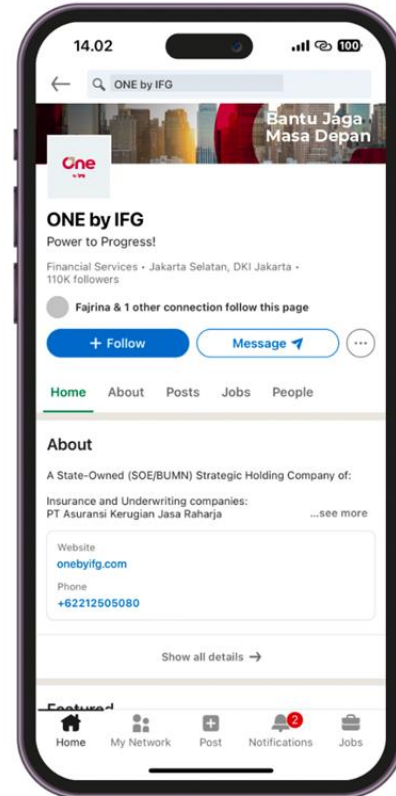 14.02
100
ONE by IFG
Bantu Jaga
Masa Depan
One
by IFG
ONE by IFG
Power to Progress!
Financial Services • Jakarta Selatan, DKI Jakarta •
110K followers
Fajrina & 1 other connection follow this page
+ Follow
Message
Home About Posts Jobs People
About
A State-Owned (SOE/BUMN) Strategic Holding Company of:
Insurance and Underwriting companies:
PT Asuransi Kerugian Jasa Raharja ...see more
Website
onebyifg.com
Phone
+62212505080
Show all details →
Featured
2
Home My Network Post Notifications Jobs